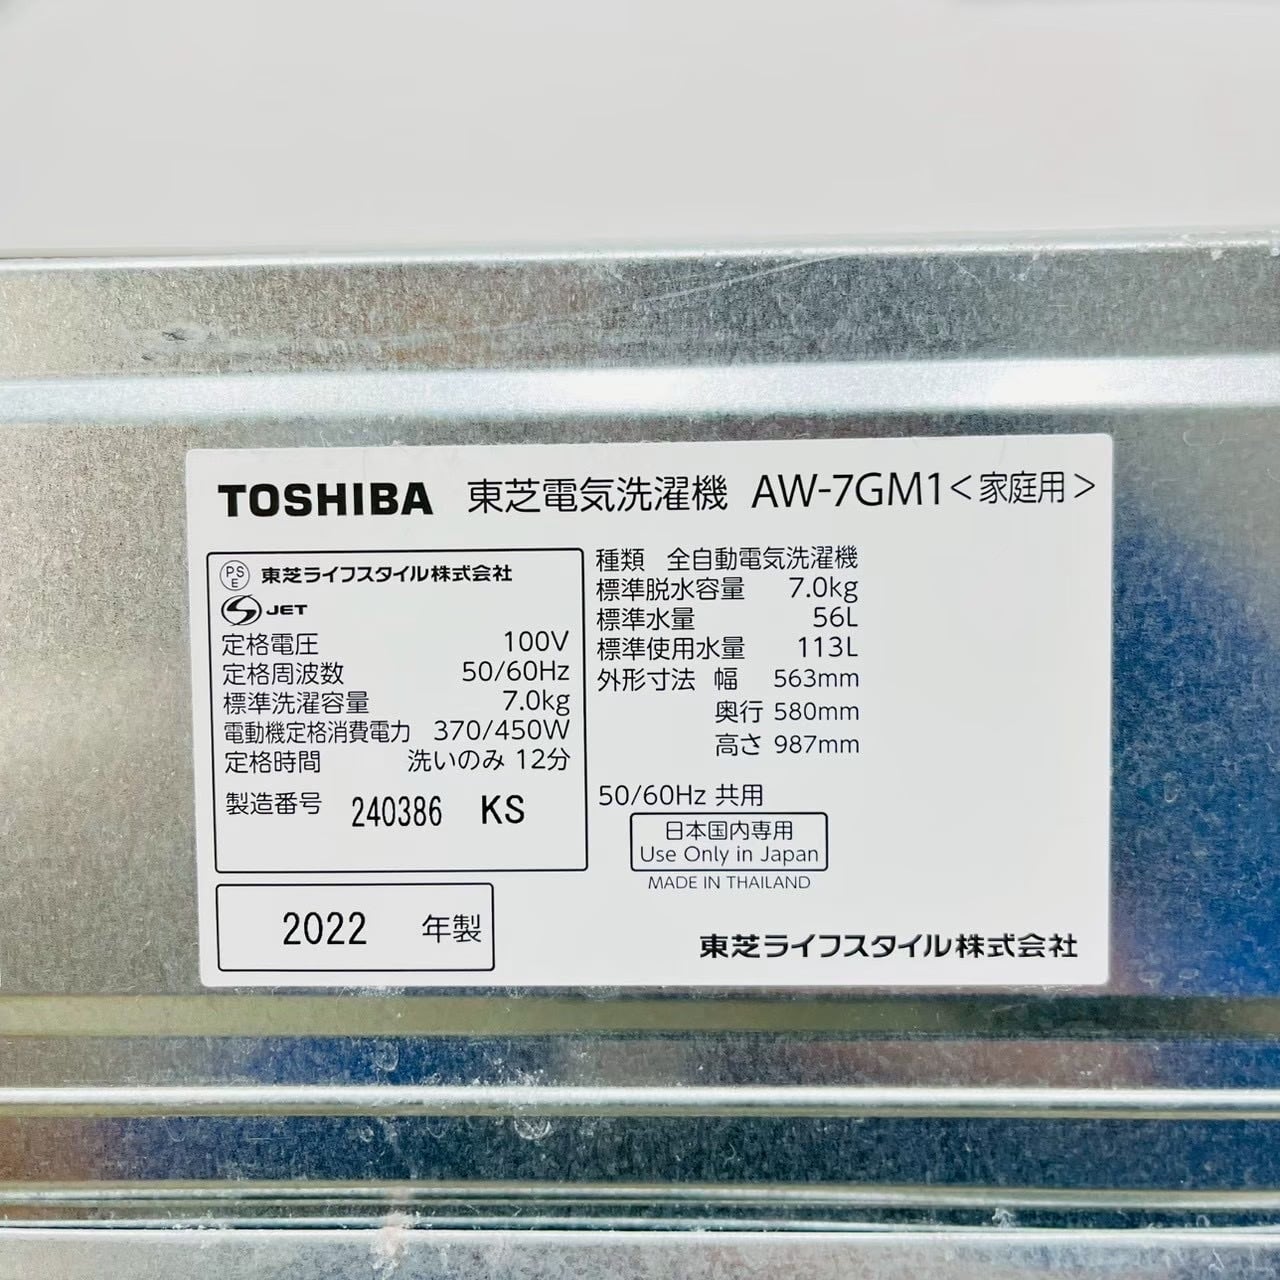 TOSHIBA 東芝電気洗濯機 AW-7GM1<家庭用>
PSE 東芝ライフスタイル株式会社
S JET
定格電圧 100V
定格周波数 50/60Hz
標準洗濯容量 7.0kg
電動機定格消費電力 370/450W
定格時間 洗いのみ 12分
製造番号 240386 KS
2022 年製
種類 全自動電気洗濯機
標準脱水容量 7.0kg
標準水量 56L
標準使用水量 113L
外形寸法 幅 563mm
奥行 580mm
高さ 987mm
50/60Hz 共用
日本国内専用
Use Only in Japan
MADE IN THAILAND
東芝ライフスタイル株式会社